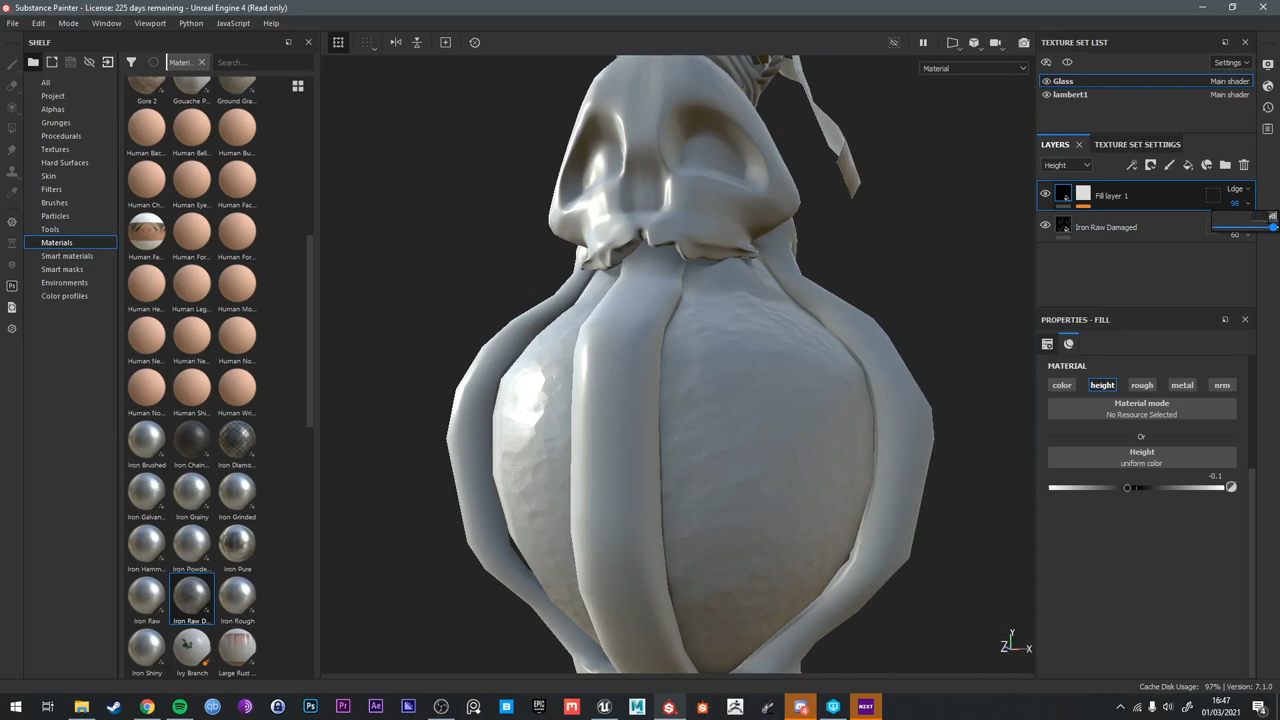 Substance Painter - License: 225 days remaining - Unreal Engine 4 (Read only)
File Edit Mode Window Viewport Python JavaScript Help
SHELF
Materi... Search...
All
Project
Alphas
Grunges
Procedurals
Textures
Hard Surfaces
Skin
Filters
Brushes
Particles
Tools
Materials
Smart materials
Smart masks
Environments
Color profiles
Gore 2 Gouache P... Ground Gra...
Human Bac... Human Bell... Human Bu...
Human Ch... Human Eye... Human Fac...
Human Fe... Human For... Human For...
Human He... Human Leg... Human Mo...
Human Ne... Human Ne... Human No...
Human No... Human Shi... Human Wri...
Iron Brushed Iron Chain... Iron Diamo...
Iron Galvan... Iron Grainy Iron Grinded
Iron Hamm... Iron Powde... Iron Pure
Iron Raw Iron Raw D... Iron Rough
Iron Shiny Ivy Branch Large Rust ...
Material
Y
Z X
TEXTURE SET LIST
Settings
Glass Main shader
lambert1 Main shader
LAYERS TEXTURE SET SETTINGS
Height
Fill layer 1 Ldge
98
Iron Raw Damaged
60
PROPERTIES - FILL
MATERIAL
color height rough metal nrm
Material mode
No Resource Selected
Or
Height
uniform color
-0.1
Cache Disk Usage: 97% | Version: 7.1.0
16:47
01/03/2021